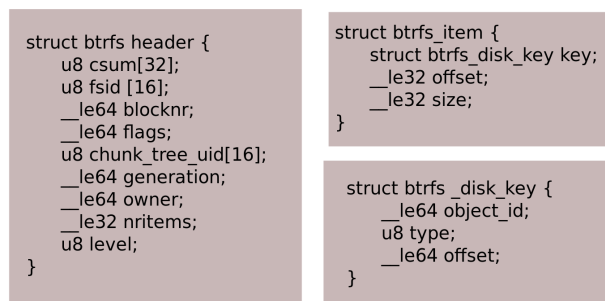 struct btrfs header {
u8 csum[32];
u8 fsid [16];
__le64 blocknr;
__le64 flags;
u8 chunk_tree_uid[16];
__le64 generation;
__le64 owner;
__le32 nritems;
u8 level;
}
struct btrfs_item {
struct btrfs_disk_key key;
__le32 offset;
__le32 size;
}
struct btrfs _disk_key {
__le64 object_id;
u8 type;
__le64 offset;
}